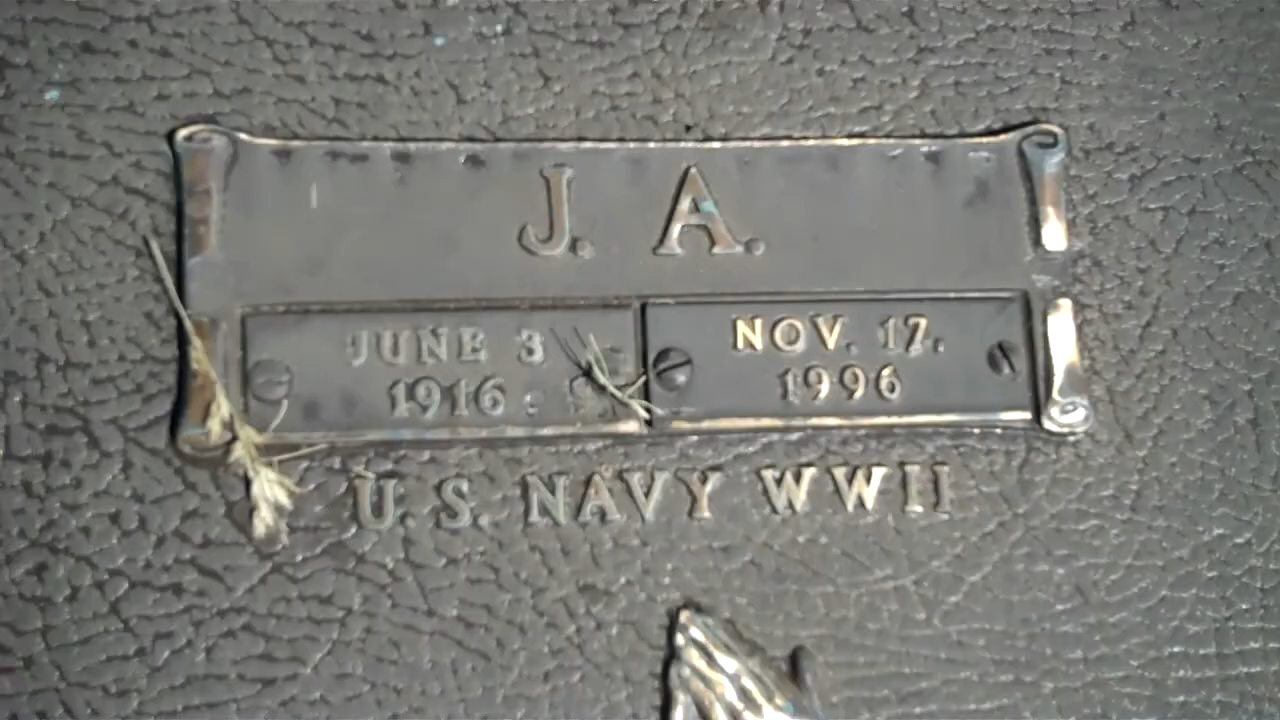 J. A.
JUNE 3
1916
NOV. 17,
1996
U.S. NAVY WWII